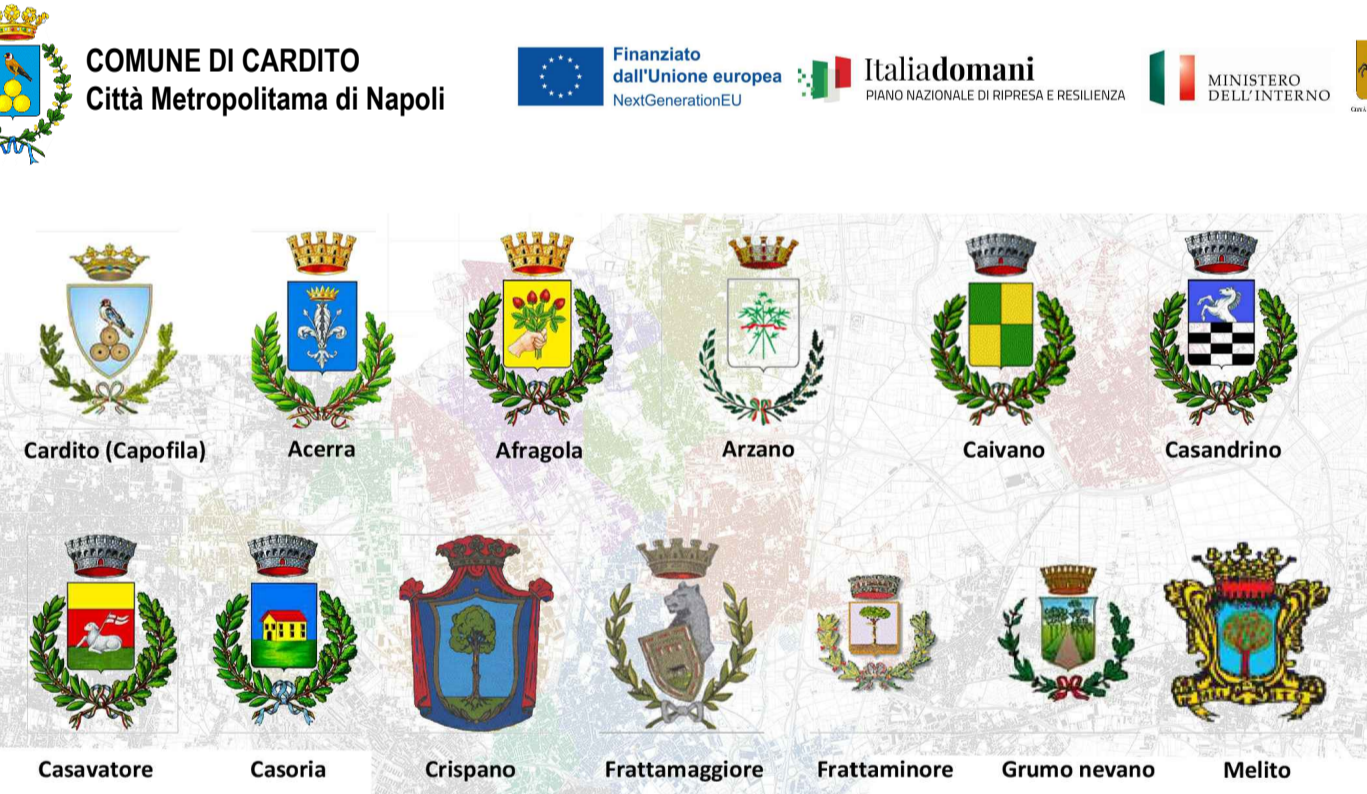 COMUNE DI CARDITO
Città Metropolitama di Napoli
Finanziato
dall'Unione europea
NextGenerationEU
Italiadomani
PIANO NAZIONALE DI RIPRESA E RESILIENZA
MINISTERO
DELL'INTERNO
Cardito (Capofila)
Acerra
Afragola
Arzano
Caivano
Casandrino
Casavatore
Casoria
Crispano
Frattamaggiore
Frattaminore
Grumo nevano
Melito